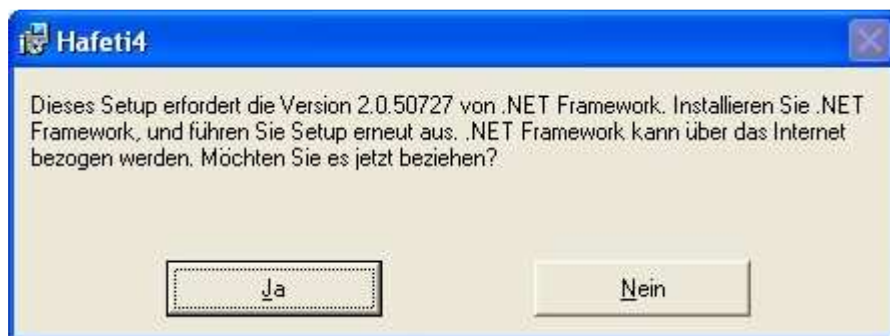 Hafeti4
Dieses Setup erfordert die Version 2.0.50727 von .NET Framework. Installieren Sie .NET
Framework, und führen Sie Setup erneut aus. .NET Framework kann über das Internet
bezogen werden. Möchten Sie es jetzt beziehen?
Ja
Nein